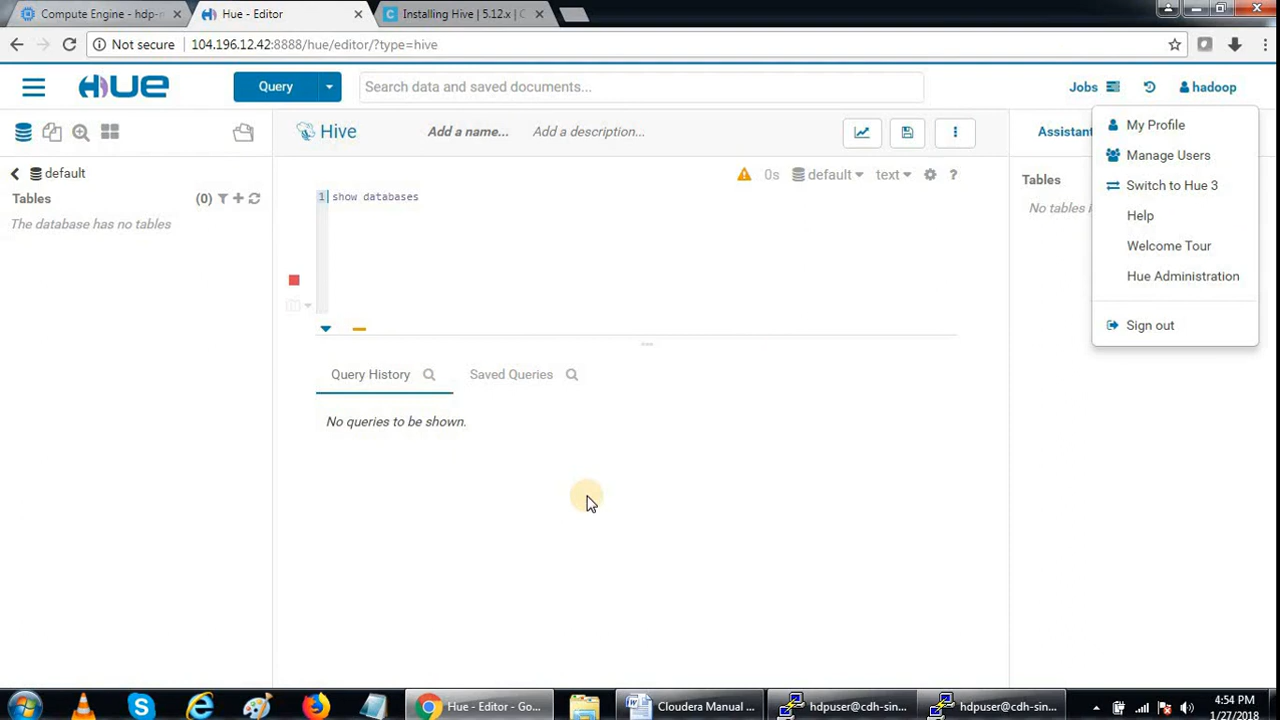 Compute Engine - hdp-n
Hue - Editor
Installing Hive | 5.12.x | C
Not secure
104.196.12.42:8888/hue/editor/?type=hive
HUE
Query
Search data and saved documents...
Jobs
hadoop
Hive
Add a name...
Add a description...
Assistant
My Profile
Manage Users
Switch to Hue 3
Help
Welcome Tour
Hue Administration
Sign out
default
Tables
(0)
The database has no tables
0s
default
text
?
Tables
No tables
1
show databases
Query History
Saved Queries
No queries to be shown.
Hue - Editor - Go...
Cloudera Manual ...
hdpuser@cdh-sin...
hdpuser@cdh-sin...
4:54 PM
1/27/2018